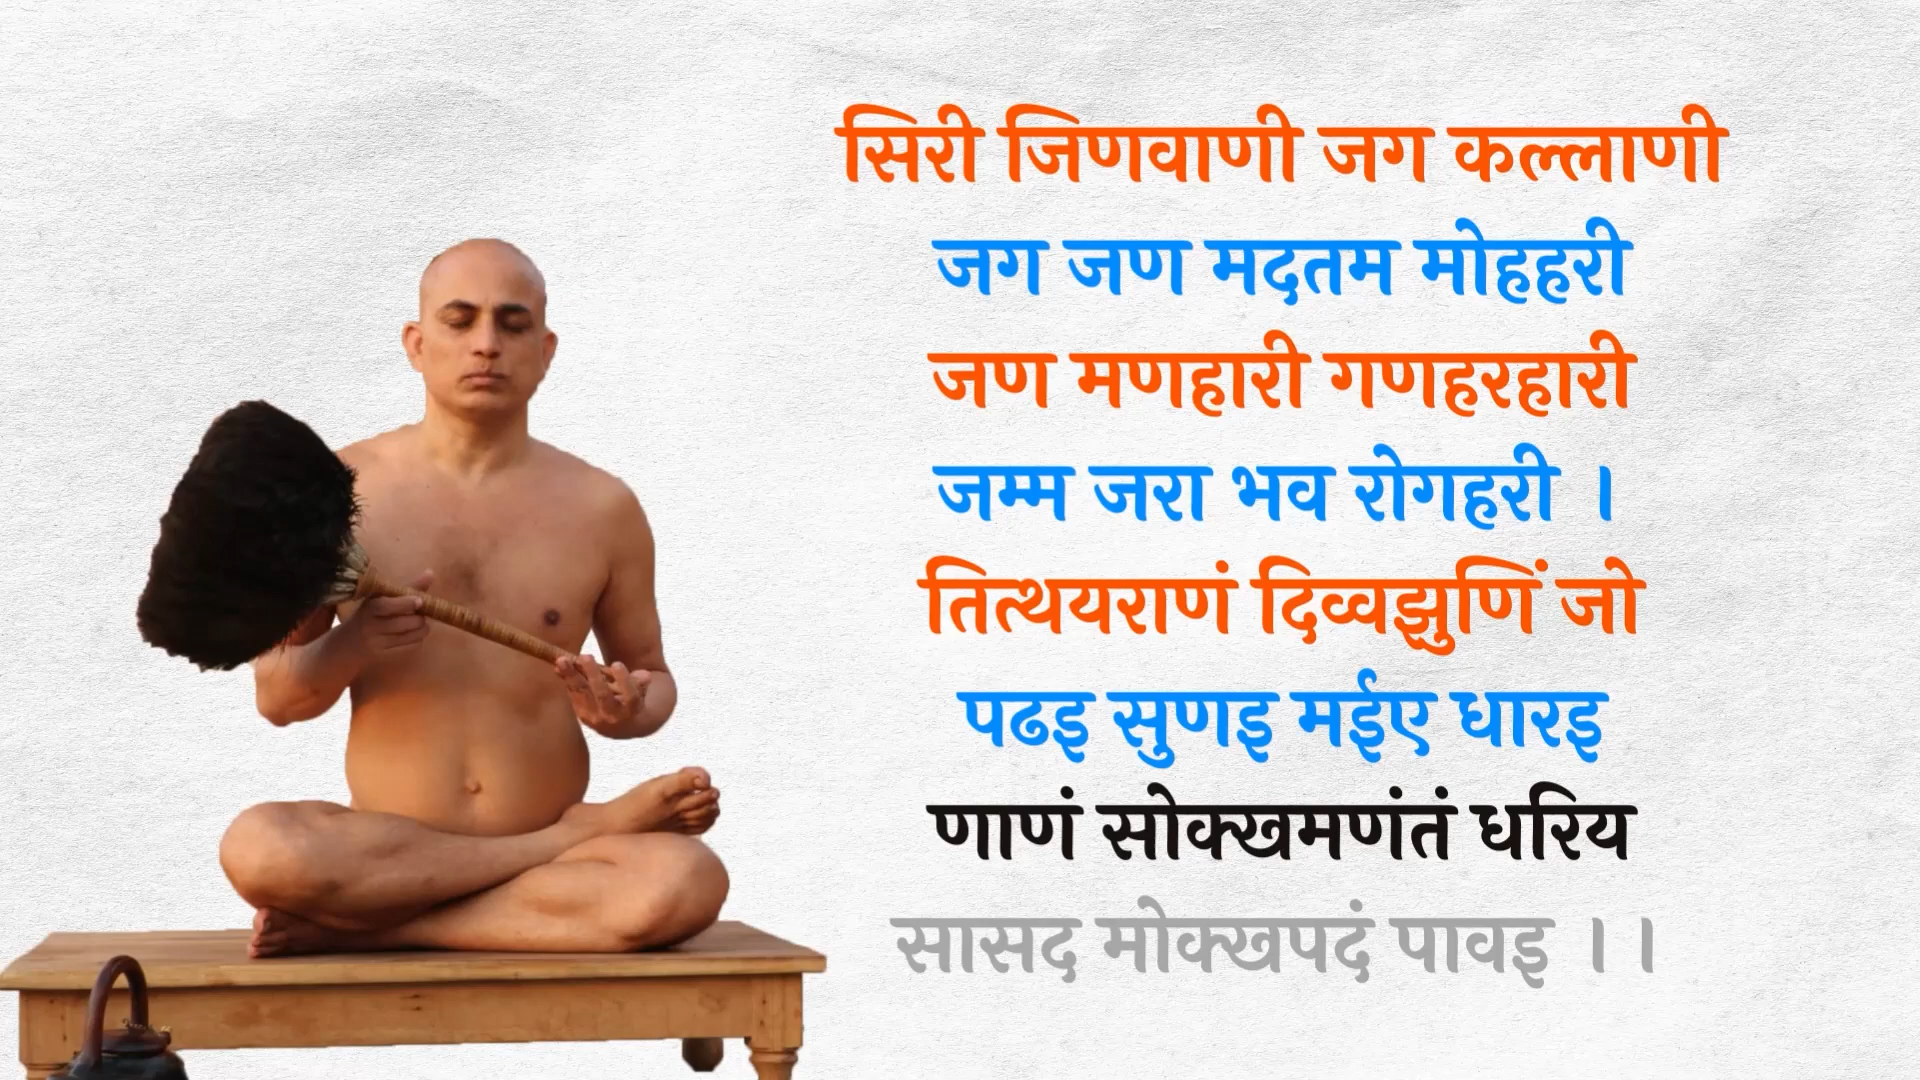 सिरी जिणवाणी जग कल्लाणी
जग जण मदतम मोहहरी
जण मणहारी गणहरहारी
जम्म जरा भव रोगहरी ।
तित्थयराणं दिव्वझुणिं जो
पढइ सुणइ मईए धारइ
णाणं सोक्खमणंतं धरिय
सासद मोक्खपदं पावइ ।।